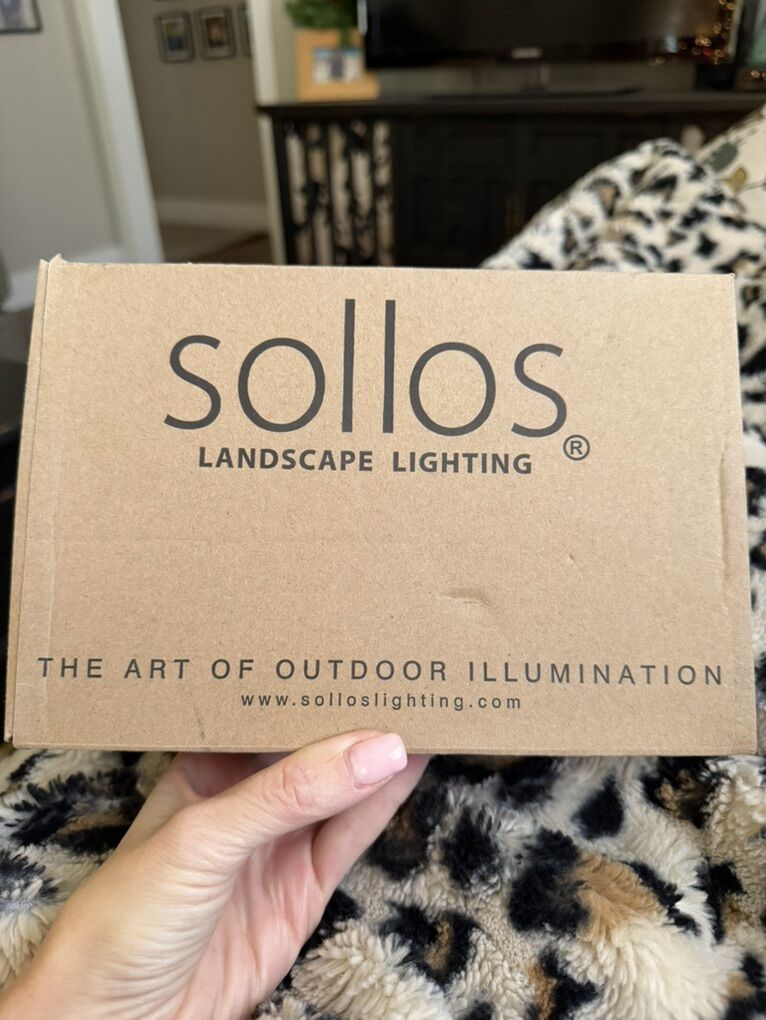 sollos
LANDSCAPE LIGHTING ®
THE ART OF OUTDOOR ILLUMINATION
www.solloslighting.com